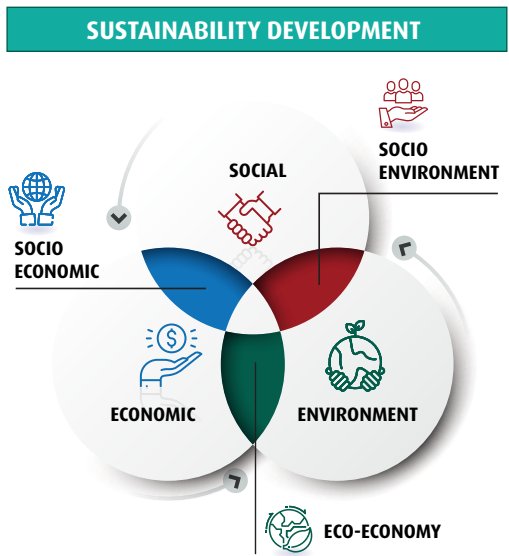 SUSTAINABILITY DEVELOPMENT
SOCIO
ENVIRONMENT
SOCIAL
SOCIO
ECONOMIC
$
ECONOMIC
ENVIRONMENT
ECO-ECONOMY